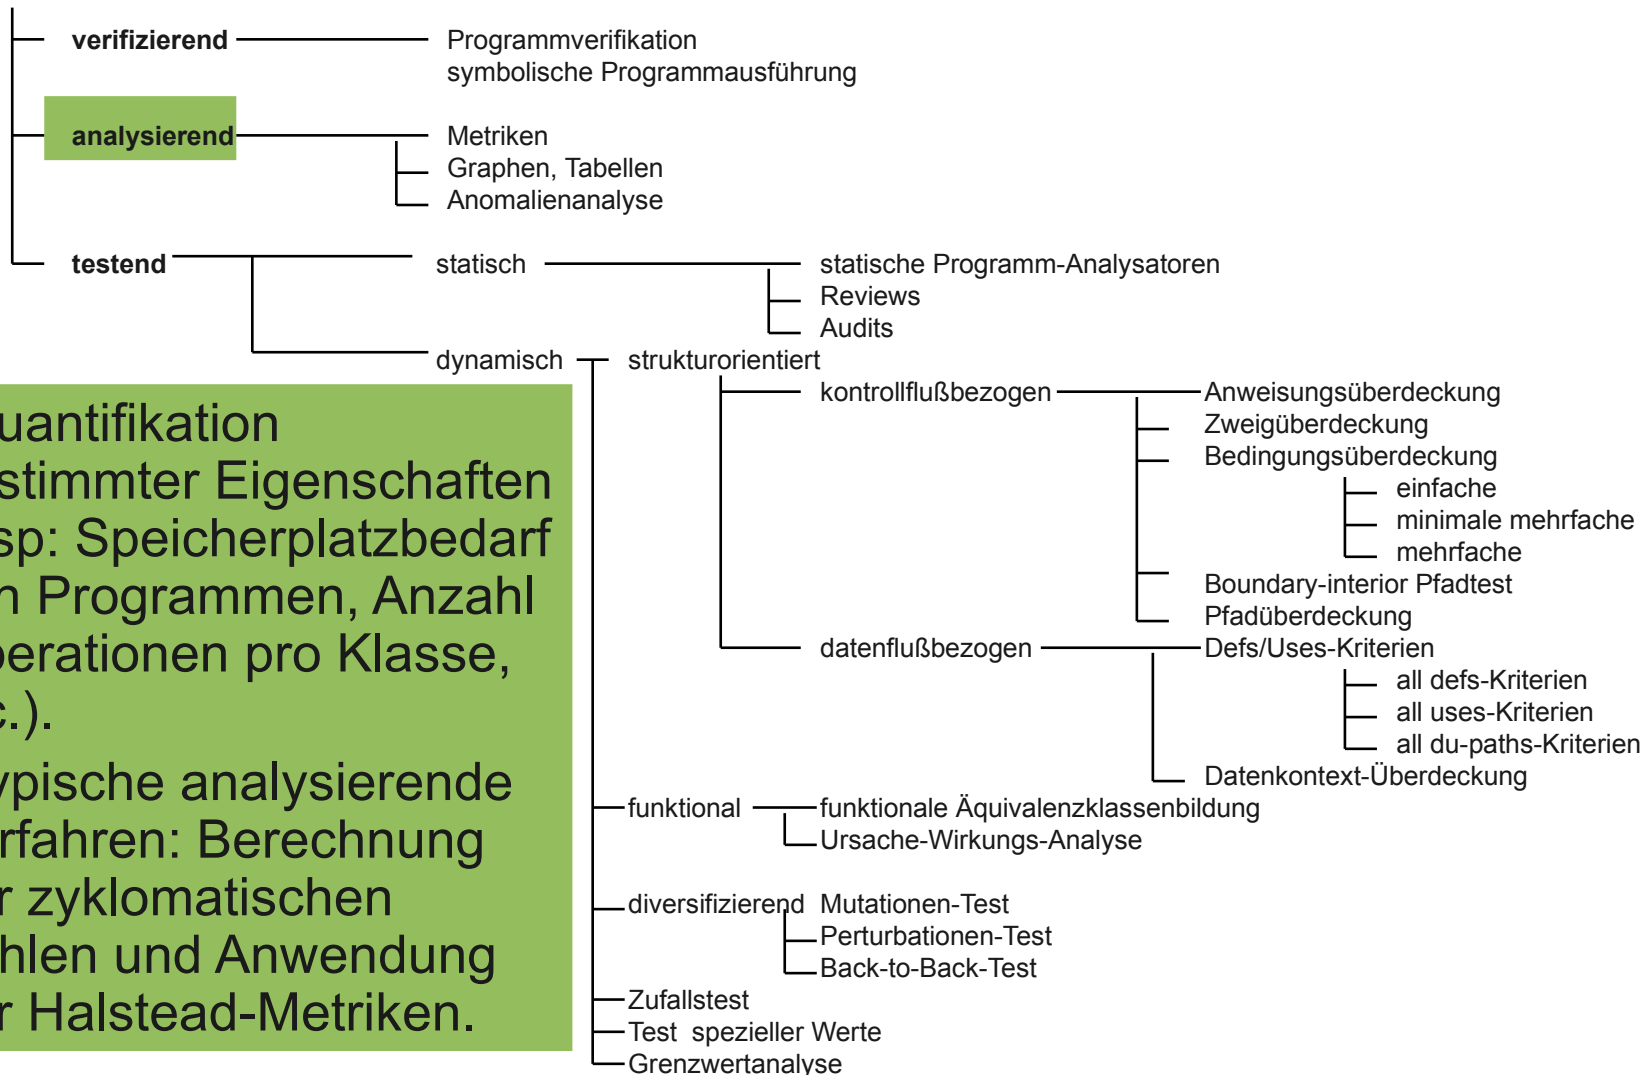 verifizierend
Programmverifikation
symbolische Programmausführung
analysierend
Metriken
Graphen, Tabellen
Anomalienanalyse
testend
statisch
statische Programm-Analysatoren
Reviews
Audits
dynamisch
strukturorientiert
kontrollflußbezogen
Anweisungsüberdeckung
Zweigüberdeckung
Bedingungsüberdeckung
einfache
minimale mehrfache
mehrfache
Boundary-interior Pfadtest
Pfadüberdeckung
datenflußbezogen
Defs/Uses-Kriterien
all defs-Kriterien
all uses-Kriterien
all du-paths-Kriterien
Datenkontext-Überdeckung
funktional
funktionale Äquivalenzklassenbildung
Ursache-Wirkungs-Analyse
diversifizierend
Mutationen-Test
Perturbationen-Test
Back-to-Back-Test
Zufallstest
Test spezieller Werte
Grenzwertanalyse
uantifikation
stimmter Eigenschaften
sp: Speicherplatzbedarf
n Programmen, Anzahl
perationen pro Klasse,
c.).
ypische analysierende
rfahren: Berechnung
r zyklomatischen
hlen und Anwendung
r Halstead-Metriken.